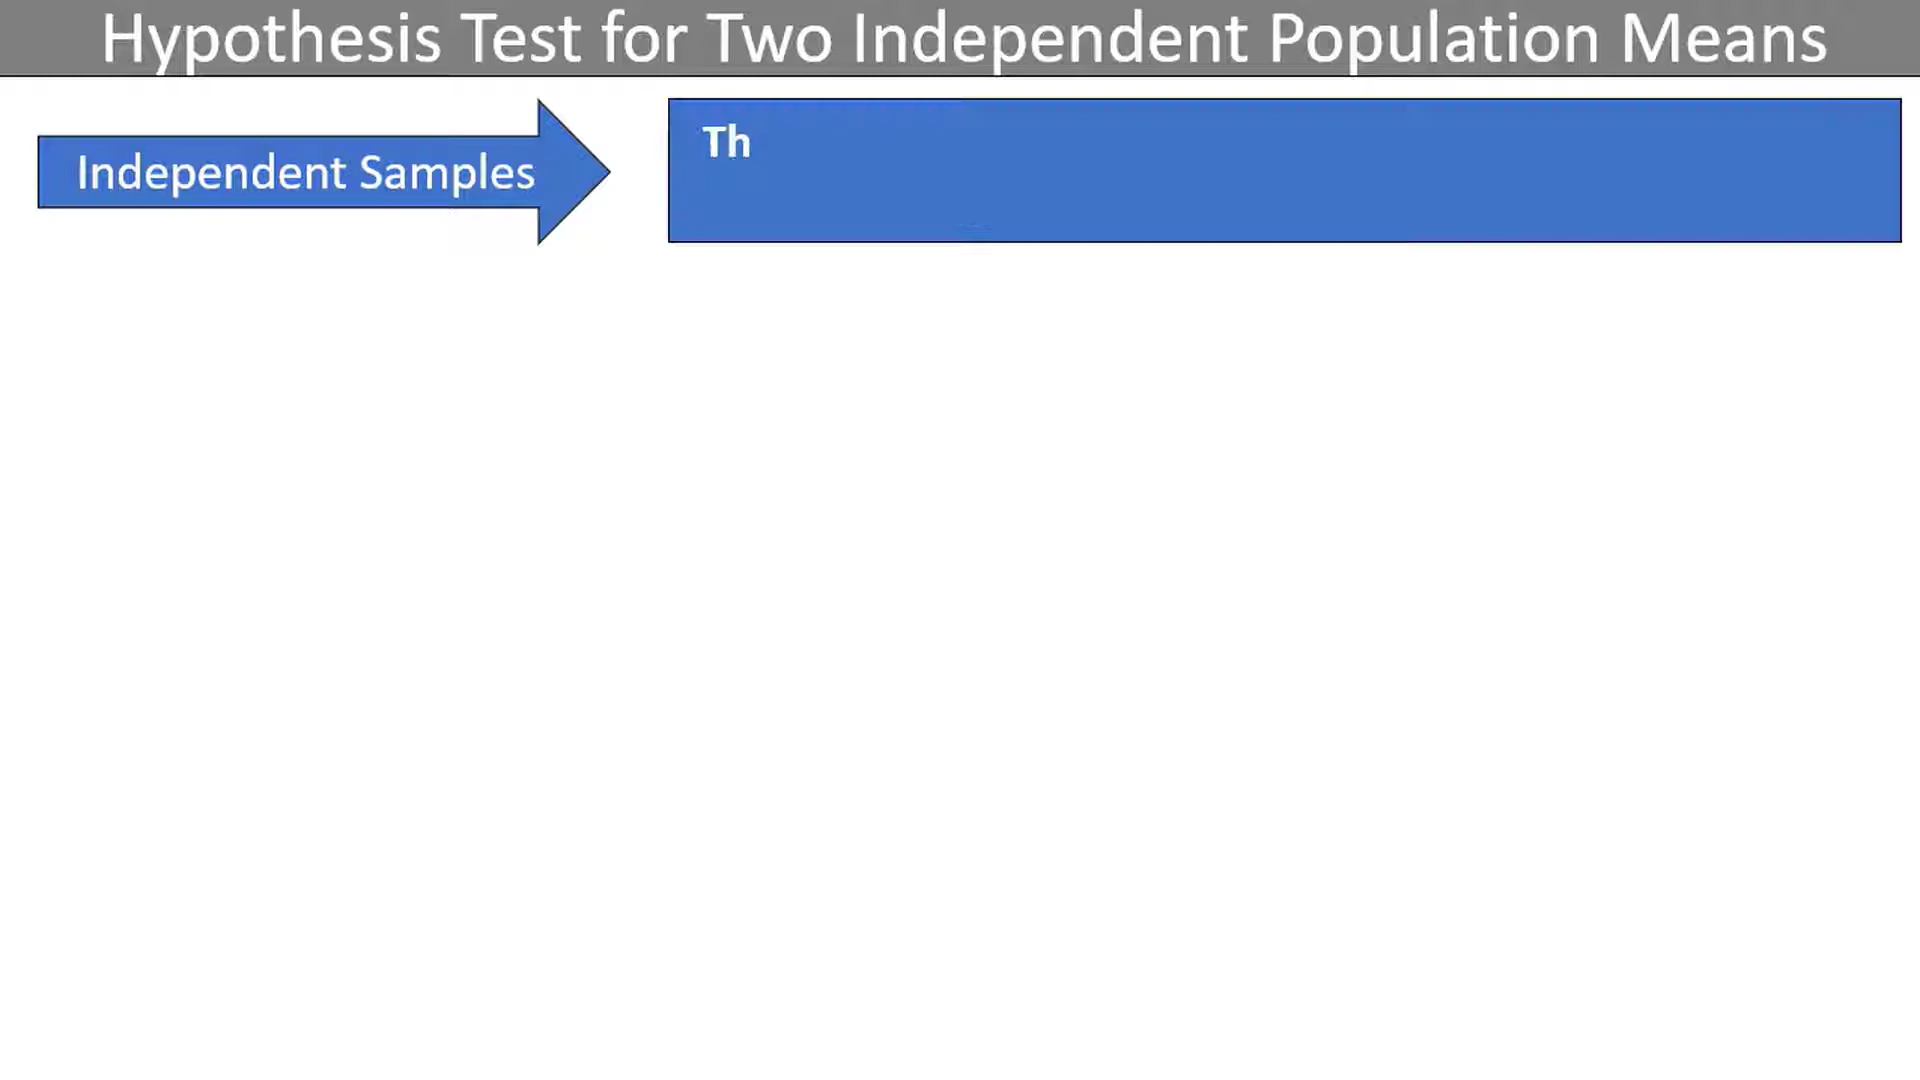 Hypothesis Test for Two Independent Population Means
Independent Samples
Th